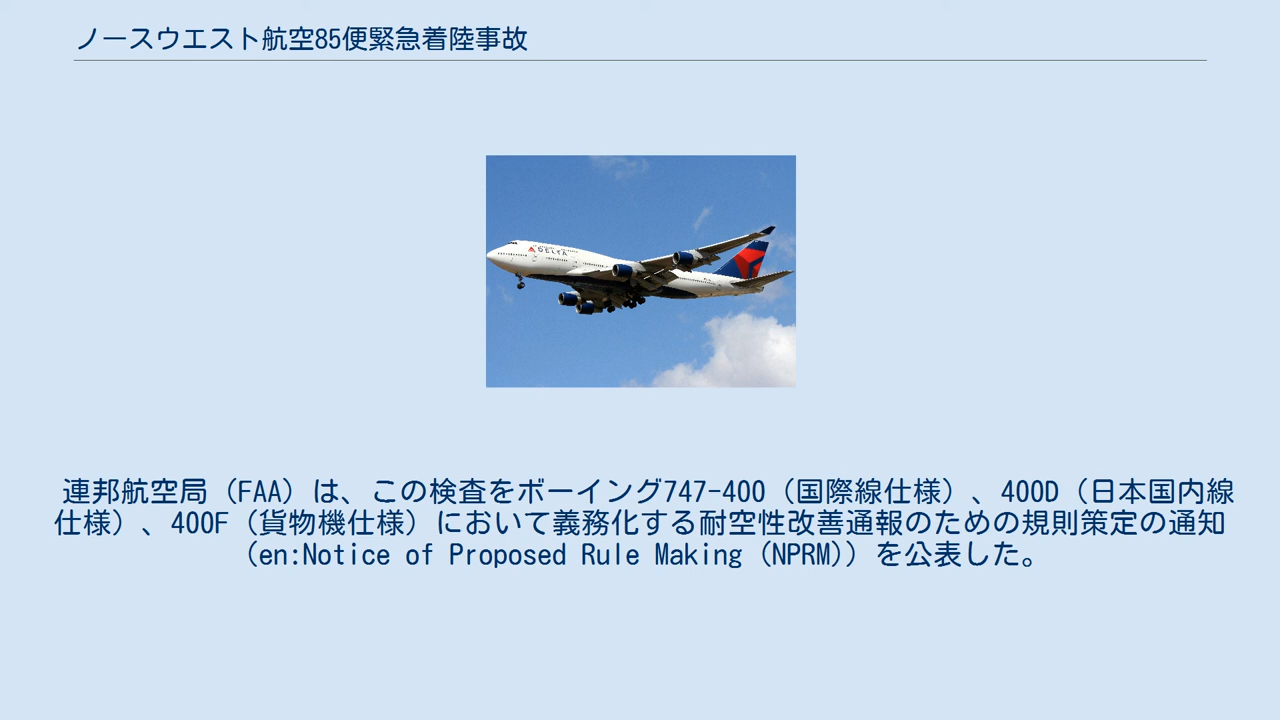 ノースウエスト航空85便緊急着陸事故
DELTA
連邦航空局（FAA）は、この検査をボーイング747-400（国際線仕様）、400D（日本国内線
仕様）、400F（貨物機仕様）において義務化する耐空性改善通報のための規則策定の通知
（en:Notice of Proposed Rule Making（NPRM)）を公表した。